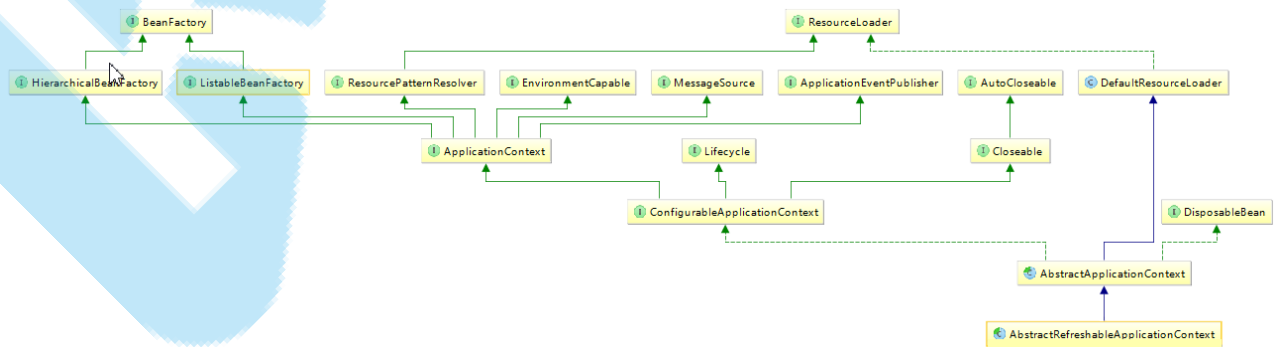 BeanFactory
ResourceLoader
HierarchicalBeanFactory
ListableBeanFactory
ResourcePatternResolver
EnvironmentCapable
MessageSource
ApplicationEventPublisher
AutoCloseable
DefaultResourceLoader
ApplicationContext
Lifecycle
Closeable
ConfigurableApplicationContext
DisposableBean
AbstractApplicationContext
AbstractRefreshableApplicationContext